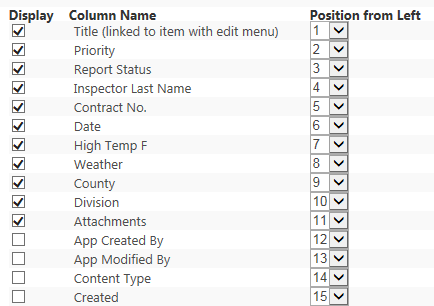 Display Column Name Position from Left
Title (linked to item with edit menu) 1
Priority 2
Report Status 3
Inspector Last Name 4
Contract No. 5
Date 6
High Temp F 7
Weather 8
County 9
Division 10
Attachments 11
App Created By 12
App Modified By 13
Content Type 14
Created 15